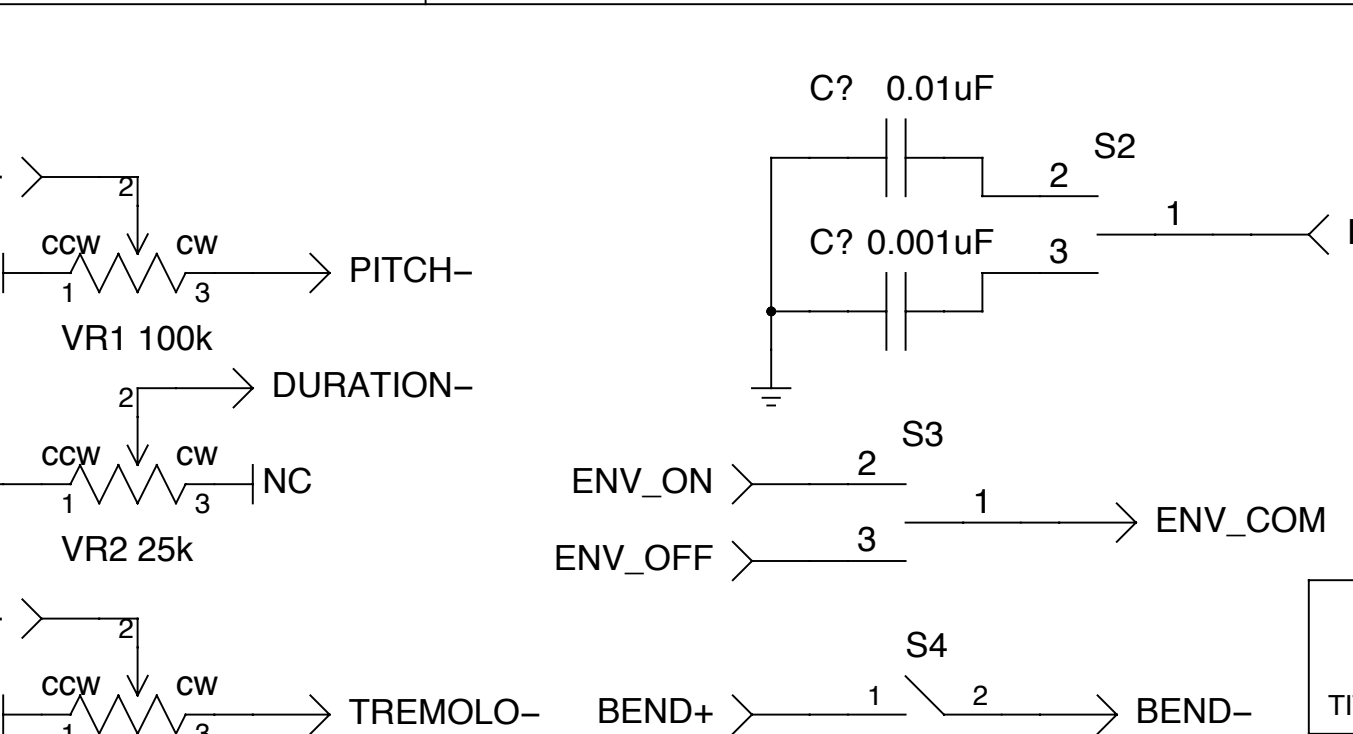 C? 0.01uF
S2
2
2
1
CCW CW
C? 0.001uF
3
PITCH–
1 3
VR1 100k
DURATION–
2
S3
CCW CW
2
NC
ENV_ON
1 3
1
ENV_COM
VR2 25k
3
ENV_OFF
2
S4
CCW CW
1 2
TREMOLO–
BEND+
BEND–
1 3